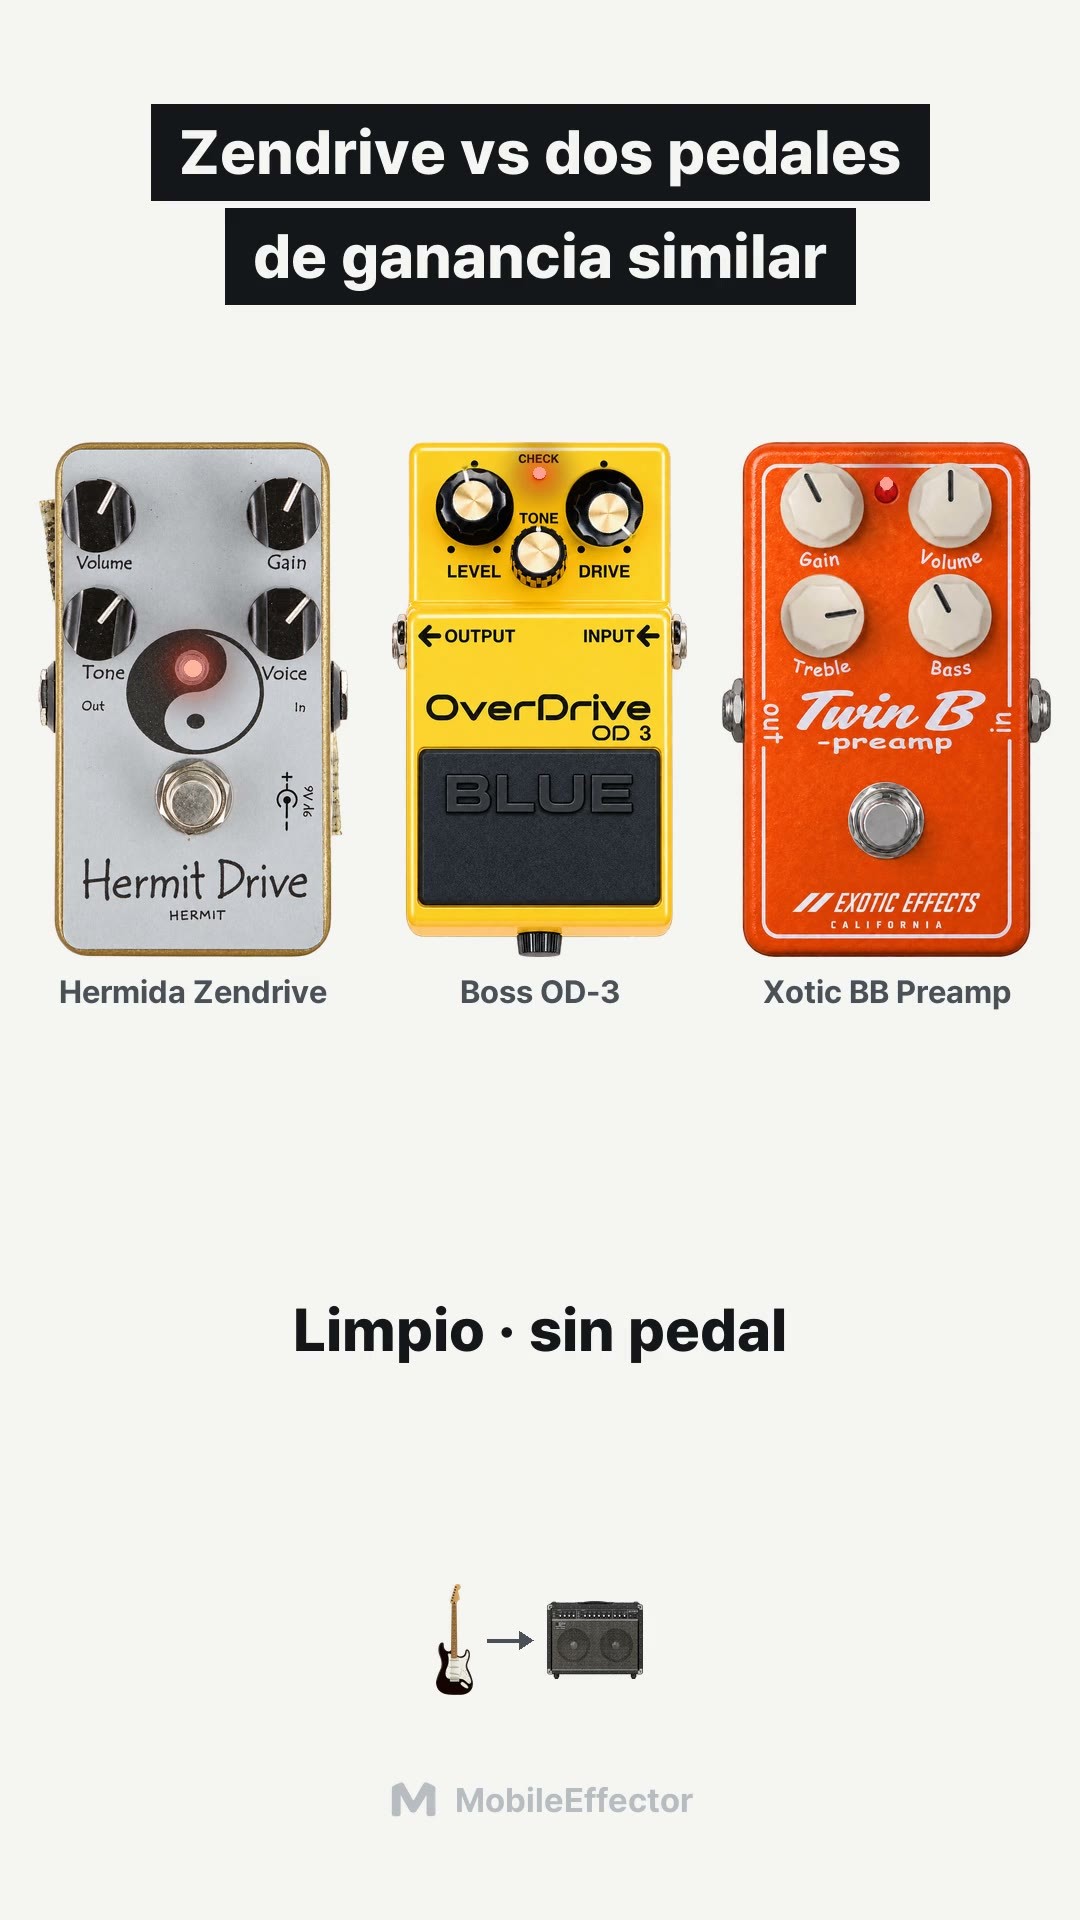 Zendrive vs dos pedales
de ganancia similar
Volume
Gain
Tone
Voice
Out
In
9V dc
Hermit Drive
HERMIT
Hermida Zendrive
CHECK
TONE
LEVEL
DRIVE
OUTPUT
INPUT
OverDrive
OD 3
BLUE
Boss OD-3
Gain
Volume
Treble
Bass
out
in
Twin B
-preamp
EXOTIC EFFECTS
CALIFORNIA
Xotic BB Preamp
Limpio · sin pedal
MobileEffector